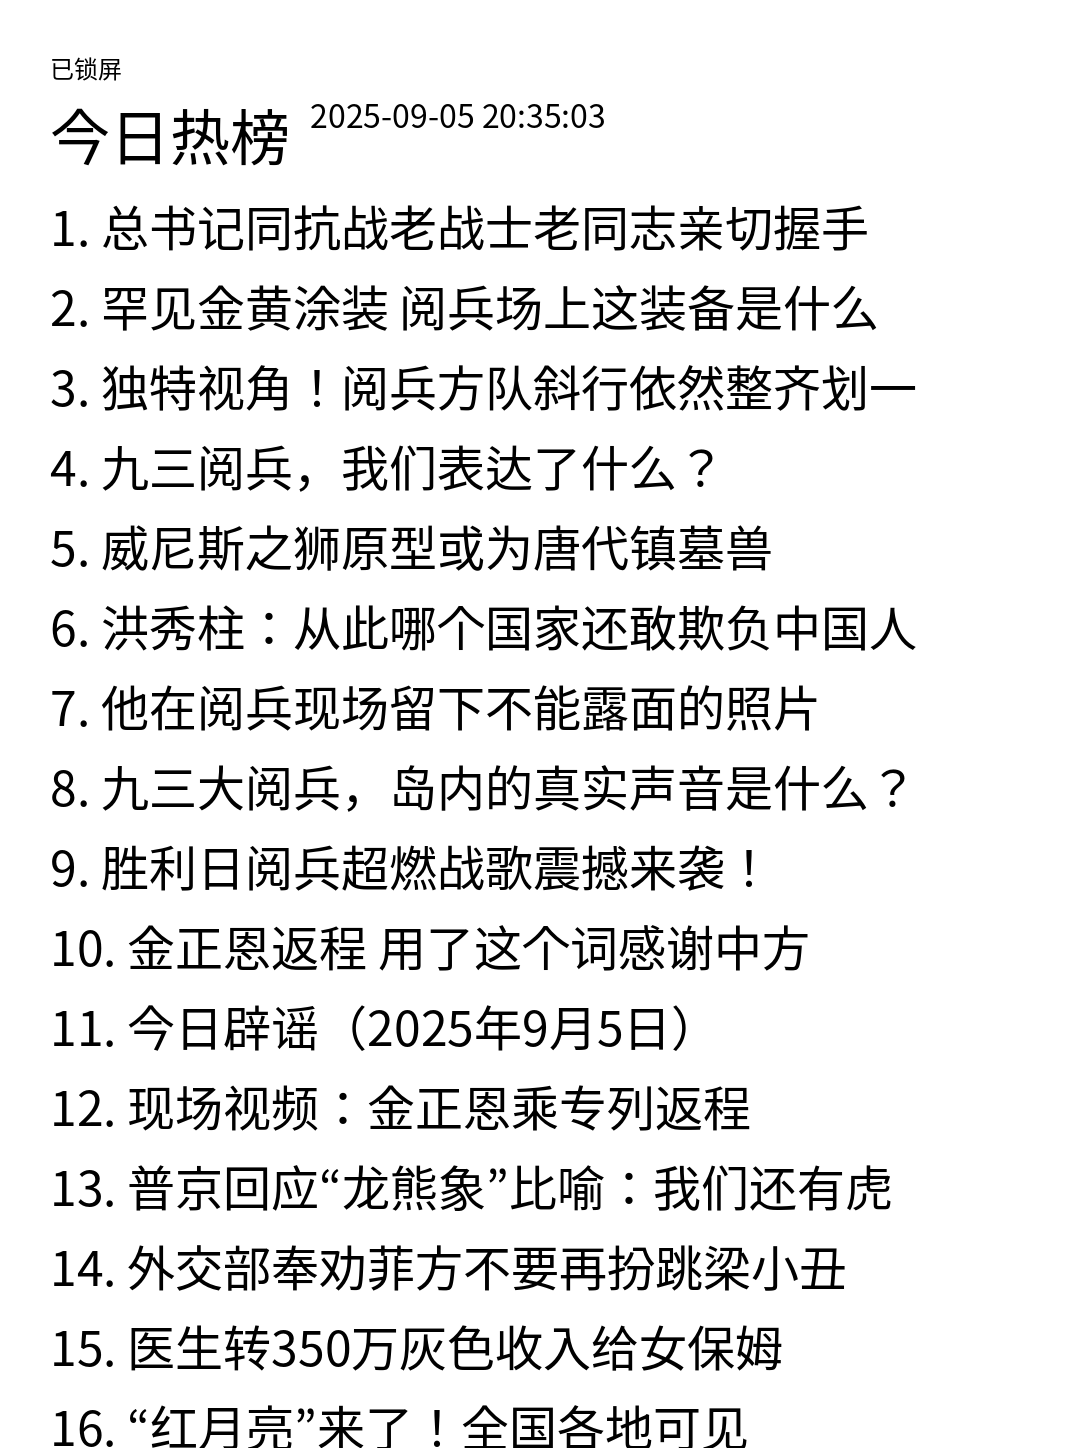 已锁屏
今日热榜 2025-09-05 20:35:03
1. 总书记同抗战老战士老同志亲切握手
2. 罕见金黄涂装 阅兵场上这装备是什么
3. 独特视角！阅兵方队斜行依然整齐划一
4. 九三阅兵，我们表达了什么？
5. 威尼斯之狮原型或为唐代镇墓兽
6. 洪秀柱：从此哪个国家还敢欺负中国人
7. 他在阅兵现场留下不能露面的照片
8. 九三大阅兵，岛内的真实声音是什么？
9. 胜利日阅兵超燃战歌震撼来袭！
10. 金正恩返程 用了这个词感谢中方
11. 今日辟谣（2025年9月5日）
12. 现场视频：金正恩乘专列返程
13. 普京回应“龙熊象”比喻：我们还有虎
14. 外交部奉劝菲方不要再扮跳梁小丑
15. 医生转350万灰色收入给女保姆
16. “红月亮”来了！全国各地可见